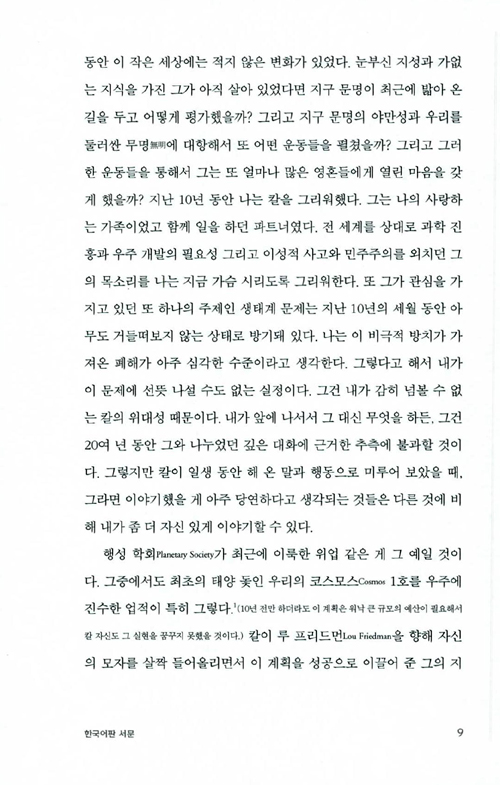 동안 이 작은 세상에는 적지 않은 변화가 있었다. 눈부신 지성과 가없
는 지식을 가진 그가 아직 살아 있었다면 지구 문명이 최근에 밟아 온
길을 두고 어떻게 평가했을까? 그리고 지구 문명의 야만성과 우리를
둘러싼 무명無明에 대항해서 또 어떤 운동들을 펼쳤을까? 그리고 그러
한 운동들을 통해서 그는 또 얼마나 많은 영혼들에게 열린 마음을 갖
게 했을까? 지난 10년 동안 나는 칼을 그리워했다. 그는 나의 사랑하
는 가족이었고 함께 일을 하던 파트너였다. 전 세계를 상대로 과학 진
흥과 우주 개발의 필요성 그리고 이성적 사고와 민주주의를 외치던 그
의 목소리를 나는 지금 가슴 시리도록 그리워한다. 또 그가 관심을 가
지고 있던 또 하나의 주제인 생태계 문제는 지난 10년의 세월 동안 아
무도 거들떠보지 않는 상태로 방기돼 있다. 나는 이 비극적 방치가 가
져온 폐해가 아주 심각한 수준이라고 생각한다. 그렇다고 해서 내가
이 문제에 선뜻 나설 수도 없는 실정이다. 그건 내가 감히 넘볼 수 없
는 칼의 위대성 때문이다. 내가 앞에 나서서 그 대신 무엇을 하든, 그건
20여 년 동안 그와 나누었던 깊은 대화에 근거한 추측에 불과할 것이
다. 그렇지만 칼이 일생 동안 해 온 말과 행동으로 미루어 보았을 때,
그라면 이야기했을 게 아주 당연하다고 생각되는 것들은 다른 것에 비
해 내가 좀 더 자신 있게 이야기할 수 있다.
행성 학회Planetary Society가 최근에 이룩한 위업 같은 게 그 예일 것이
다. 그중에서도 최초의 태양 돛인 우리의 코스모스Cosmos 1호를 우주에
진수한 업적이 특히 그렇다.¹(10년 전만 하더라도 이 계획은 워낙 큰 규모의 예산이 필요해서
칼 자신도 그 실현을 꿈꾸지 못했을 것이다.) 칼이 루 프리드먼Lou Friedman을 향해 자신
의 모자를 살짝 들어올리면서 이 계획을 성공으로 이끌어 준 그의 지
한국어판 서문
9